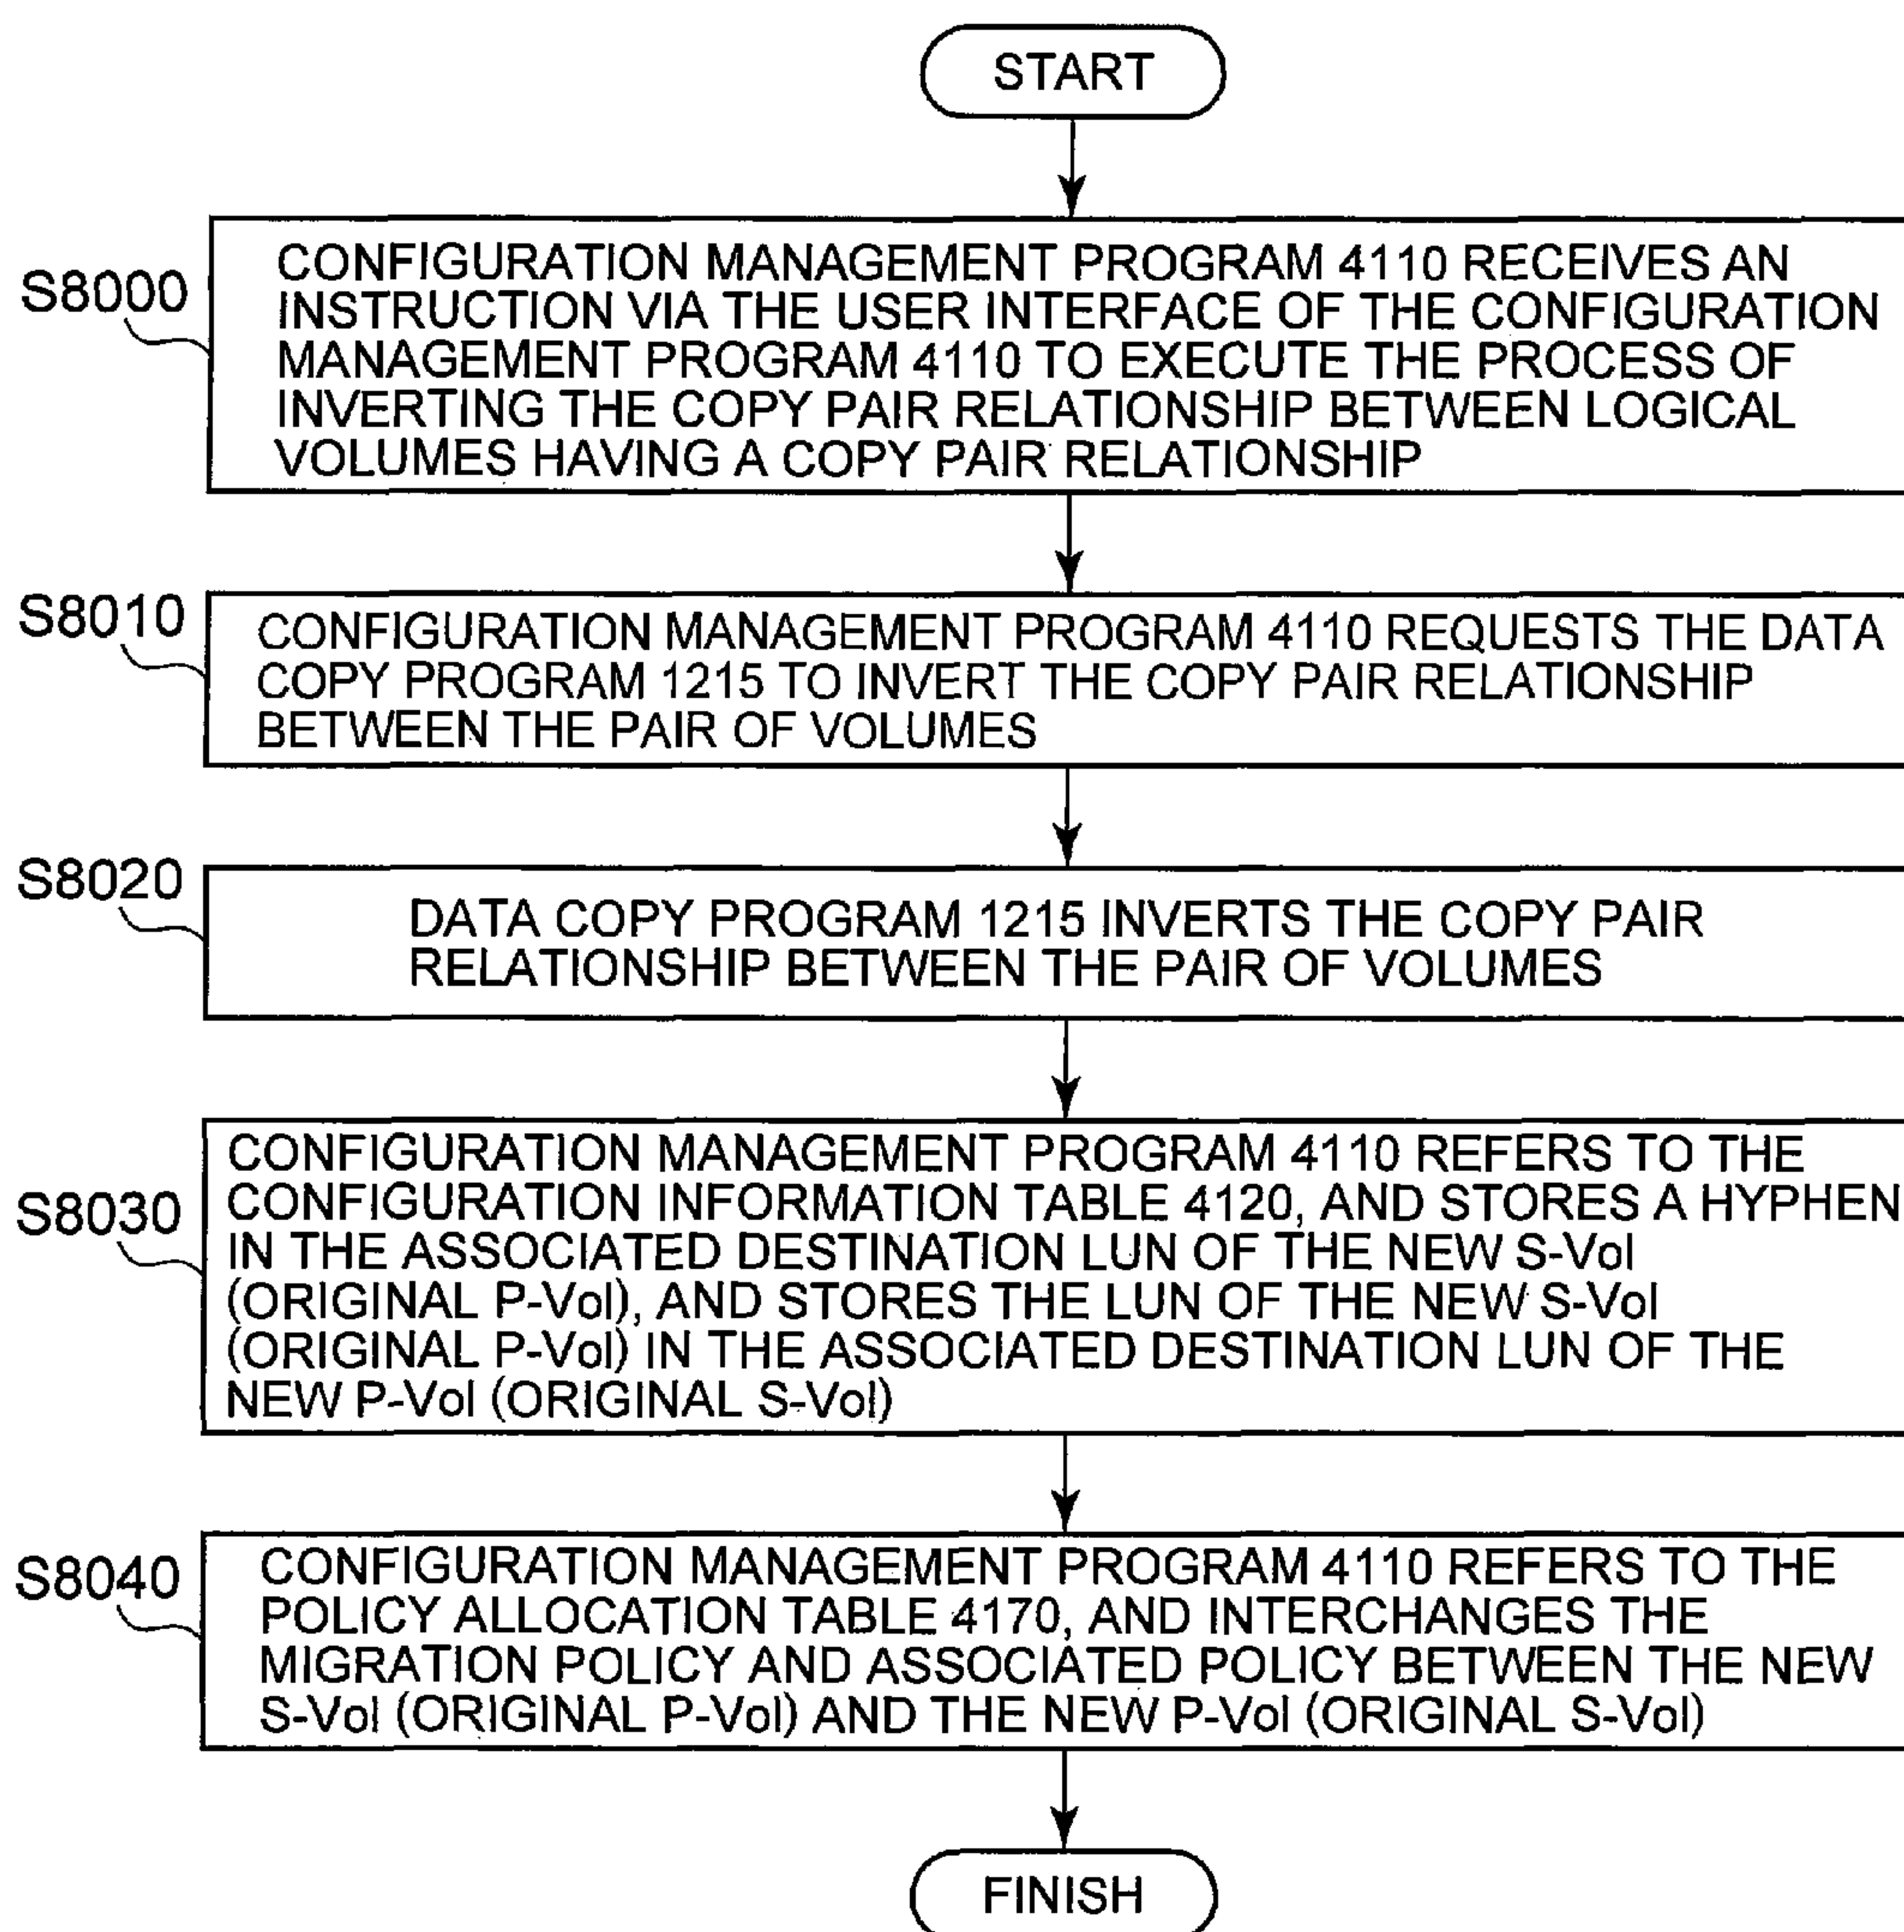 START
S8000
CONFIGURATION MANAGEMENT PROGRAM 4110 RECEIVES AN
INSTRUCTION VIA THE USER INTERFACE OF THE CONFIGURATION
MANAGEMENT PROGRAM 4110 TO EXECUTE THE PROCESS OF
INVERTING THE COPY PAIR RELATIONSHIP BETWEEN LOGICAL
VOLUMES HAVING A COPY PAIR RELATIONSHIP
S8010
CONFIGURATION MANAGEMENT PROGRAM 4110 REQUESTS THE DATA
COPY PROGRAM 1215 TO INVERT THE COPY PAIR RELATIONSHIP
BETWEEN THE PAIR OF VOLUMES
S8020
DATA COPY PROGRAM 1215 INVERTS THE COPY PAIR
RELATIONSHIP BETWEEN THE PAIR OF VOLUMES
S8030
CONFIGURATION MANAGEMENT PROGRAM 4110 REFERS TO THE
CONFIGURATION INFORMATION TABLE 4120, AND STORES A HYPHEN
IN THE ASSOCIATED DESTINATION LUN OF THE NEW S-Vol
(ORIGINAL P-Vol), AND STORES THE LUN OF THE NEW S-Vol
(ORIGINAL P-Vol) IN THE ASSOCIATED DESTINATION LUN OF THE
NEW P-Vol (ORIGINAL S-Vol)
S8040
CONFIGURATION MANAGEMENT PROGRAM 4110 REFERS TO THE
POLICY ALLOCATION TABLE 4170, AND INTERCHANGES THE
MIGRATION POLICY AND ASSOCIATED POLICY BETWEEN THE NEW
S-Vol (ORIGINAL P-Vol) AND THE NEW P-Vol (ORIGINAL S-Vol)
FINISH